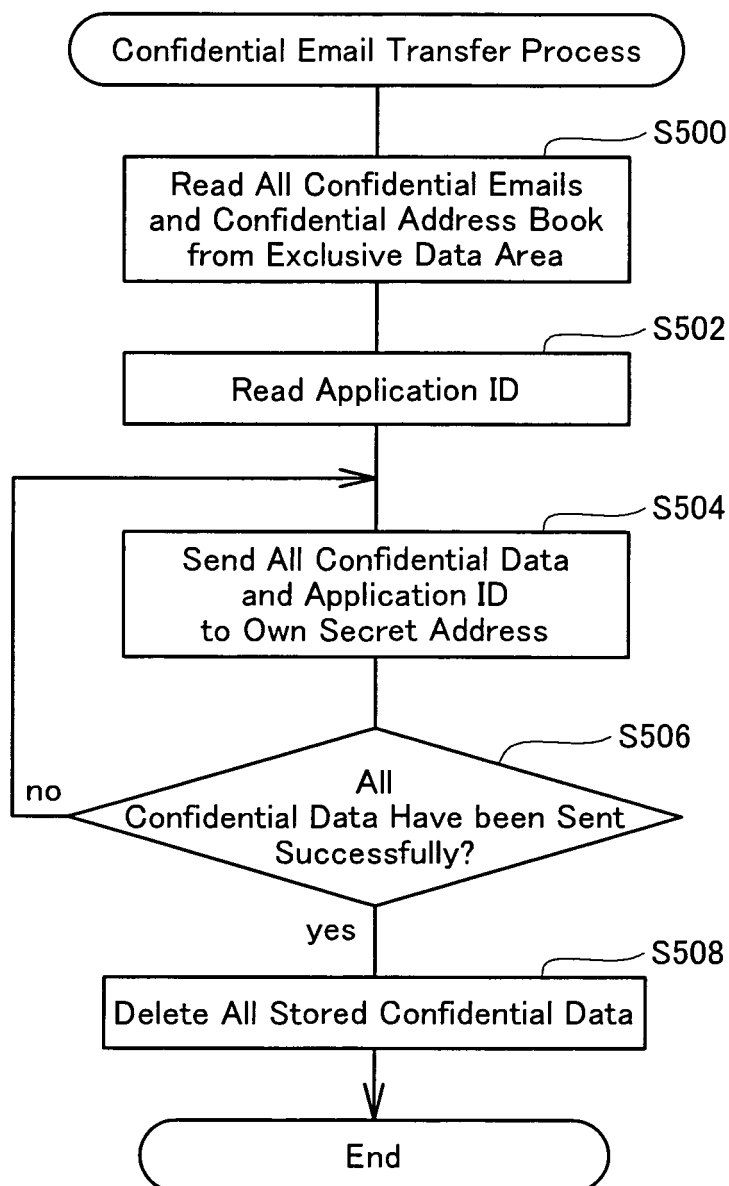 Confidential Email Transfer Process
S500
Read All Confidential Emails
and Confidential Address Book
from Exclusive Data Area
S502
Read Application ID
S504
Send All Confidential Data
and Application ID
to Own Secret Address
S506
no
All
Confidential Data Have been Sent
Successfully?
yes
S508
Delete All Stored Confidential Data
End